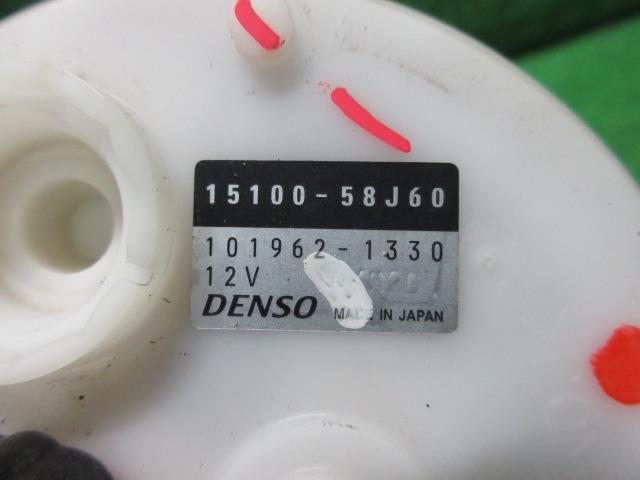 15100-58J60
101962-1330
12V
DENSO MADE IN JAPAN